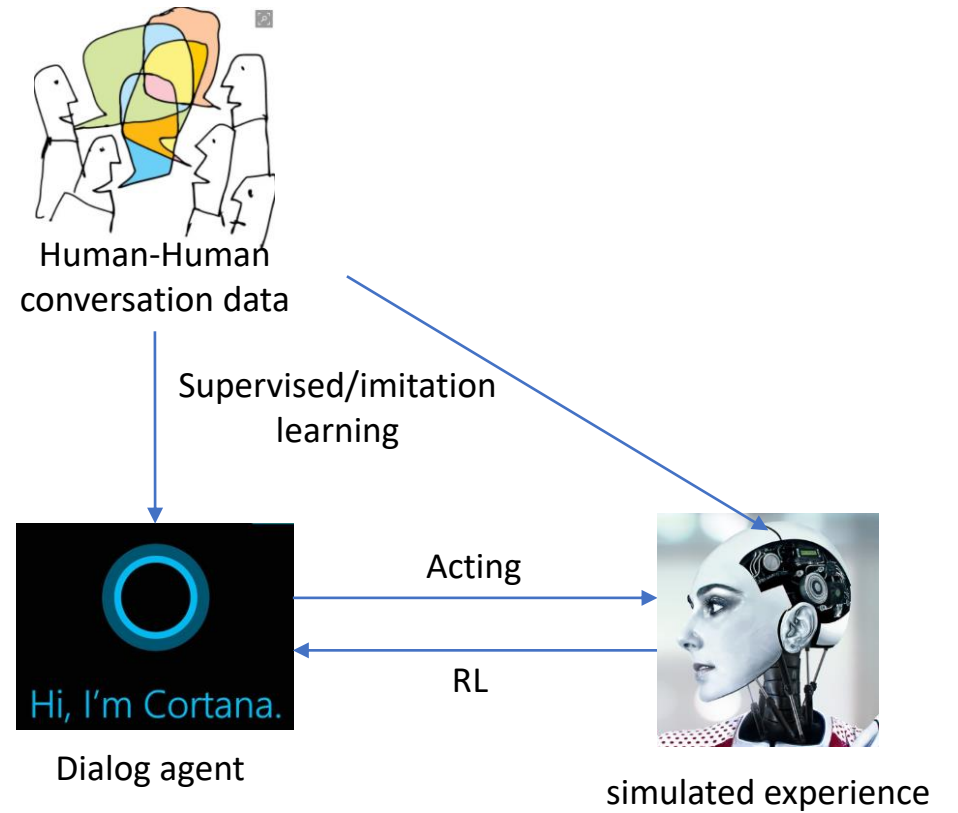 Human-Human
conversation data
Supervised/imitation
learning
Acting
RL
Hi, I'm Cortana.
Dialog agent
simulated experience